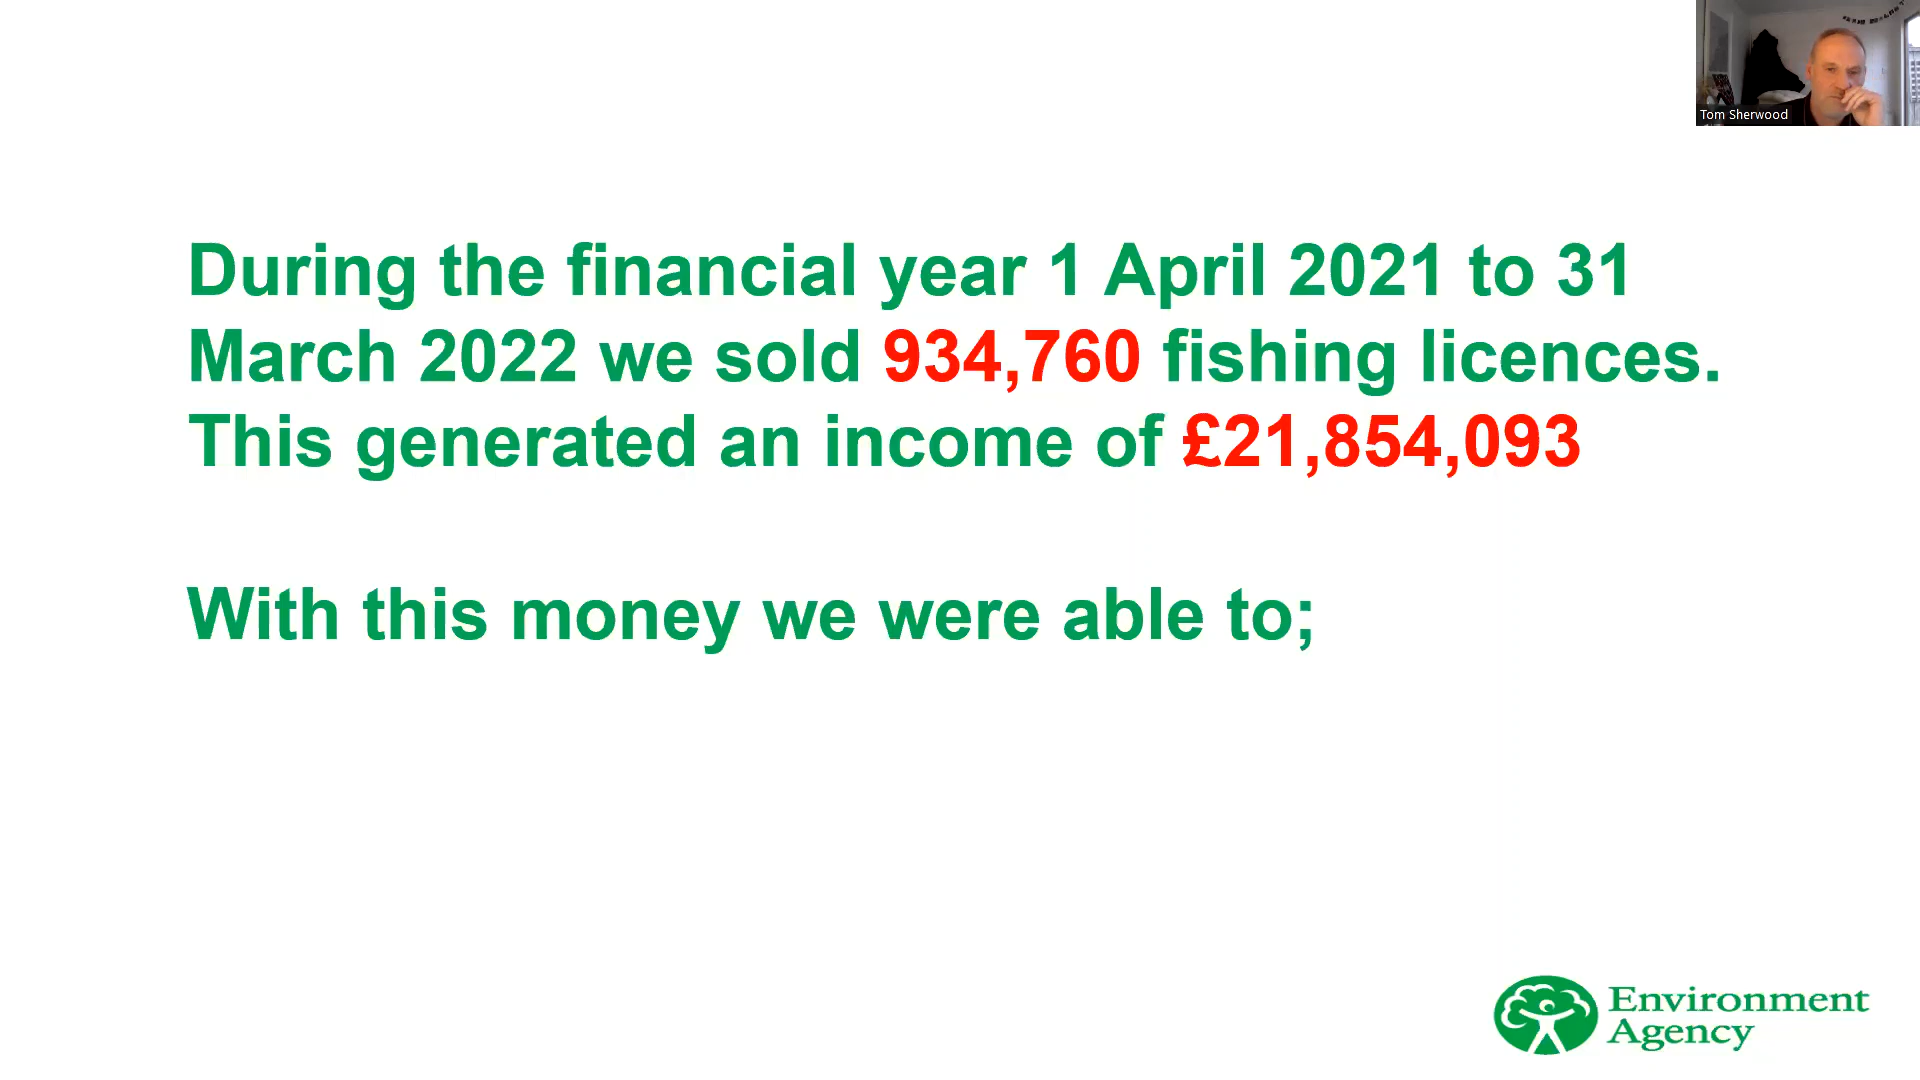 Tom Sherwood
During the financial year 1 April 2021 to 31
March 2022 we sold 934,760 fishing licences.
This generated an income of £21,854,093
With this money we were able to;
Environment
Agency